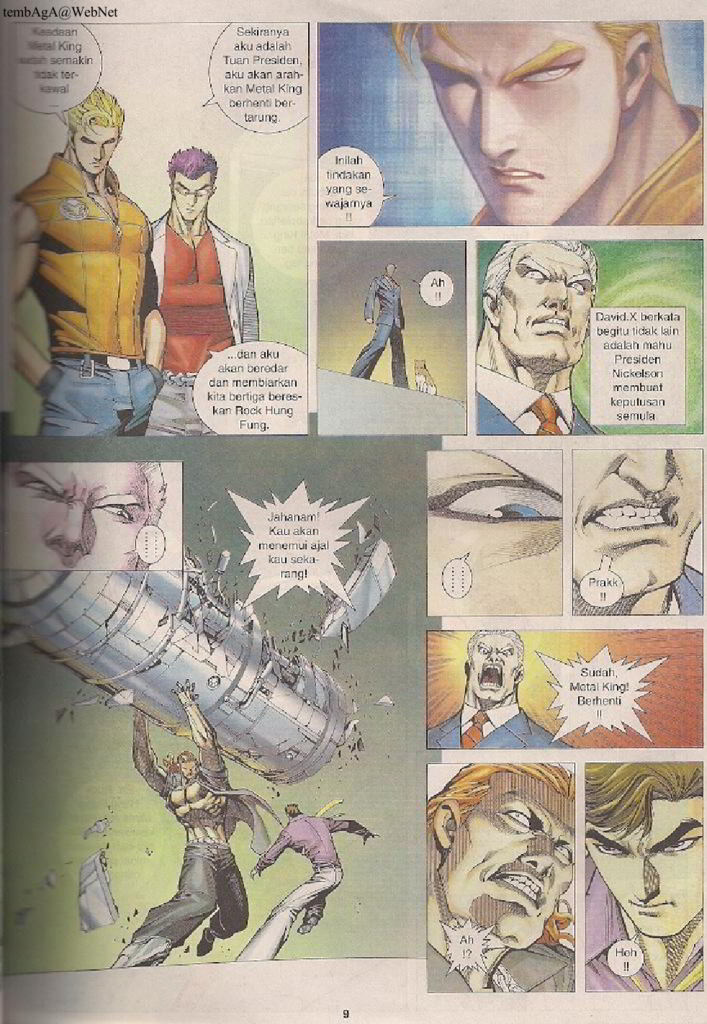 tembAgA@WebNet
Keadaan
Metal King
sudah semakin
tidak ter-
kawal
...
Sekiranya
aku adalah
Tuan Presiden,
aku akan arah-
kan Metal King
berhenti ber-
tarung.
...dan aku
akan beredar
dan membiarkan
kita bertiga beres-
kan Rock Hung
Fung.
Inilah
tindakan
yang se-
wajarnya
!!
Ah
!!
David.X berkata
begitu tidak lain
adalah
Presiden
Nickelson
membuat
keputusan
semula.
Jahanam!
Kau akan
menemui ajal
kau seka-
rang!
Prakk
!!
Sudah,
Metal King!
Berhenti
!!
Ah
!?
Heh
!!
9